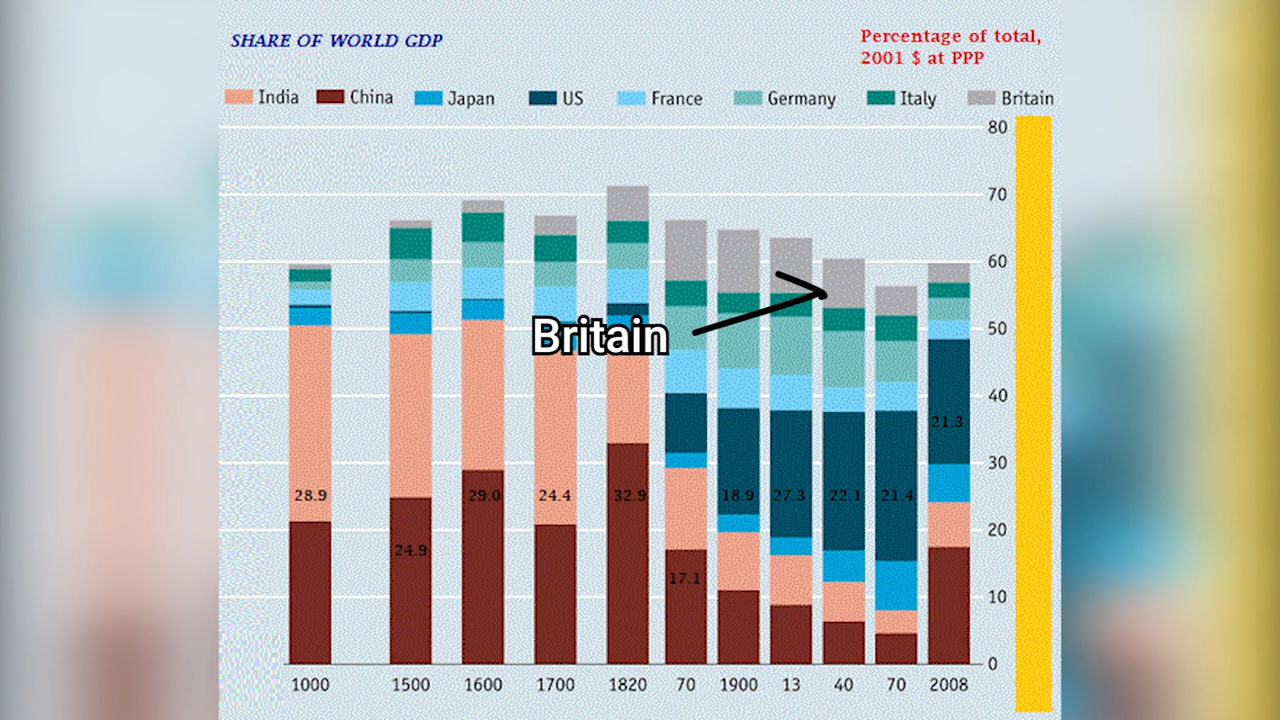 SHARE OF WORLD GDP
Percentage of total,
2001 $ at PPP
India China Japan US France Germany Italy Britain
80
70
60
50
Britain
40
21.3
30
28.9 29.0 24.4 32.9 18.9 27.3 22.1 21.4
24.9
20
17.1
10
0
1000 1500 1600 1700 1820 70 1900 13 40 70 2008